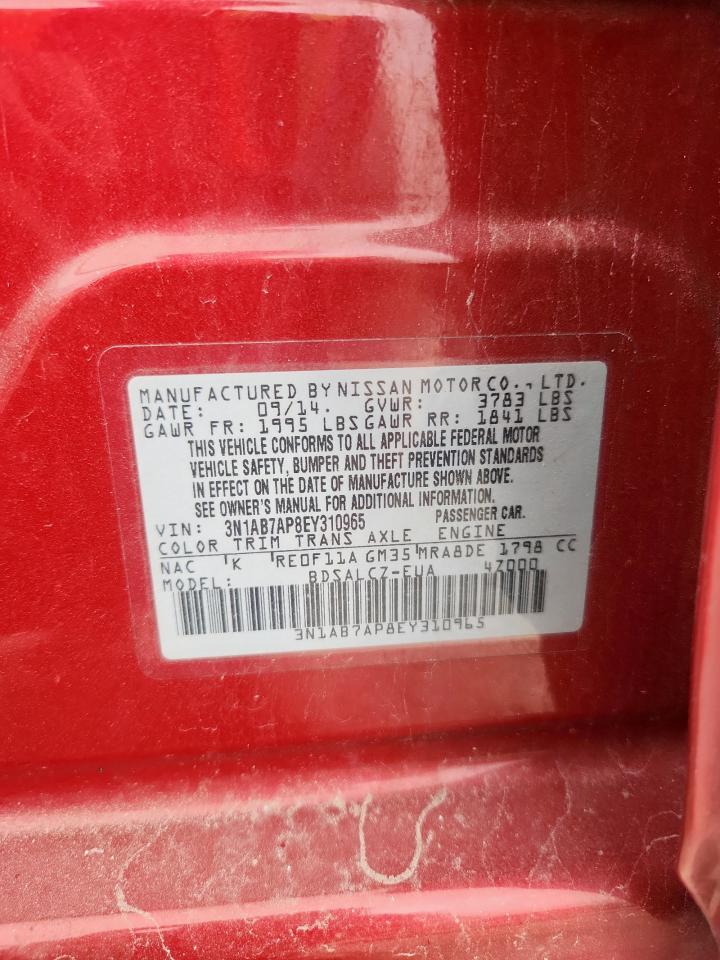 MANUFACTURED BY NISSAN MOTOR CO., LTD.
DATE: 09/14. GVWR: 3783 LBS
GAWR FR: 1995 LBS GAWR RR: 1841 LBS
THIS VEHICLE CONFORMS TO ALL APPLICABLE FEDERAL MOTOR
VEHICLE SAFETY, BUMPER AND THEFT PREVENTION STANDARDS
IN EFFECT ON THE DATE OF MANUFACTURE SHOWN ABOVE.
SEE OWNER'S MANUAL FOR ADDITIONAL INFORMATION.
VIN: 3N1AB7AP8EY310965 PASSENGER CAR.
COLOR TRIM TRANS AXLE ENGINE
NAC K RE0F11A GM35 MRA8DE 1798 CC
MODEL: BDSALCZ-EUA 47000
3N1AB7AP8EY310965